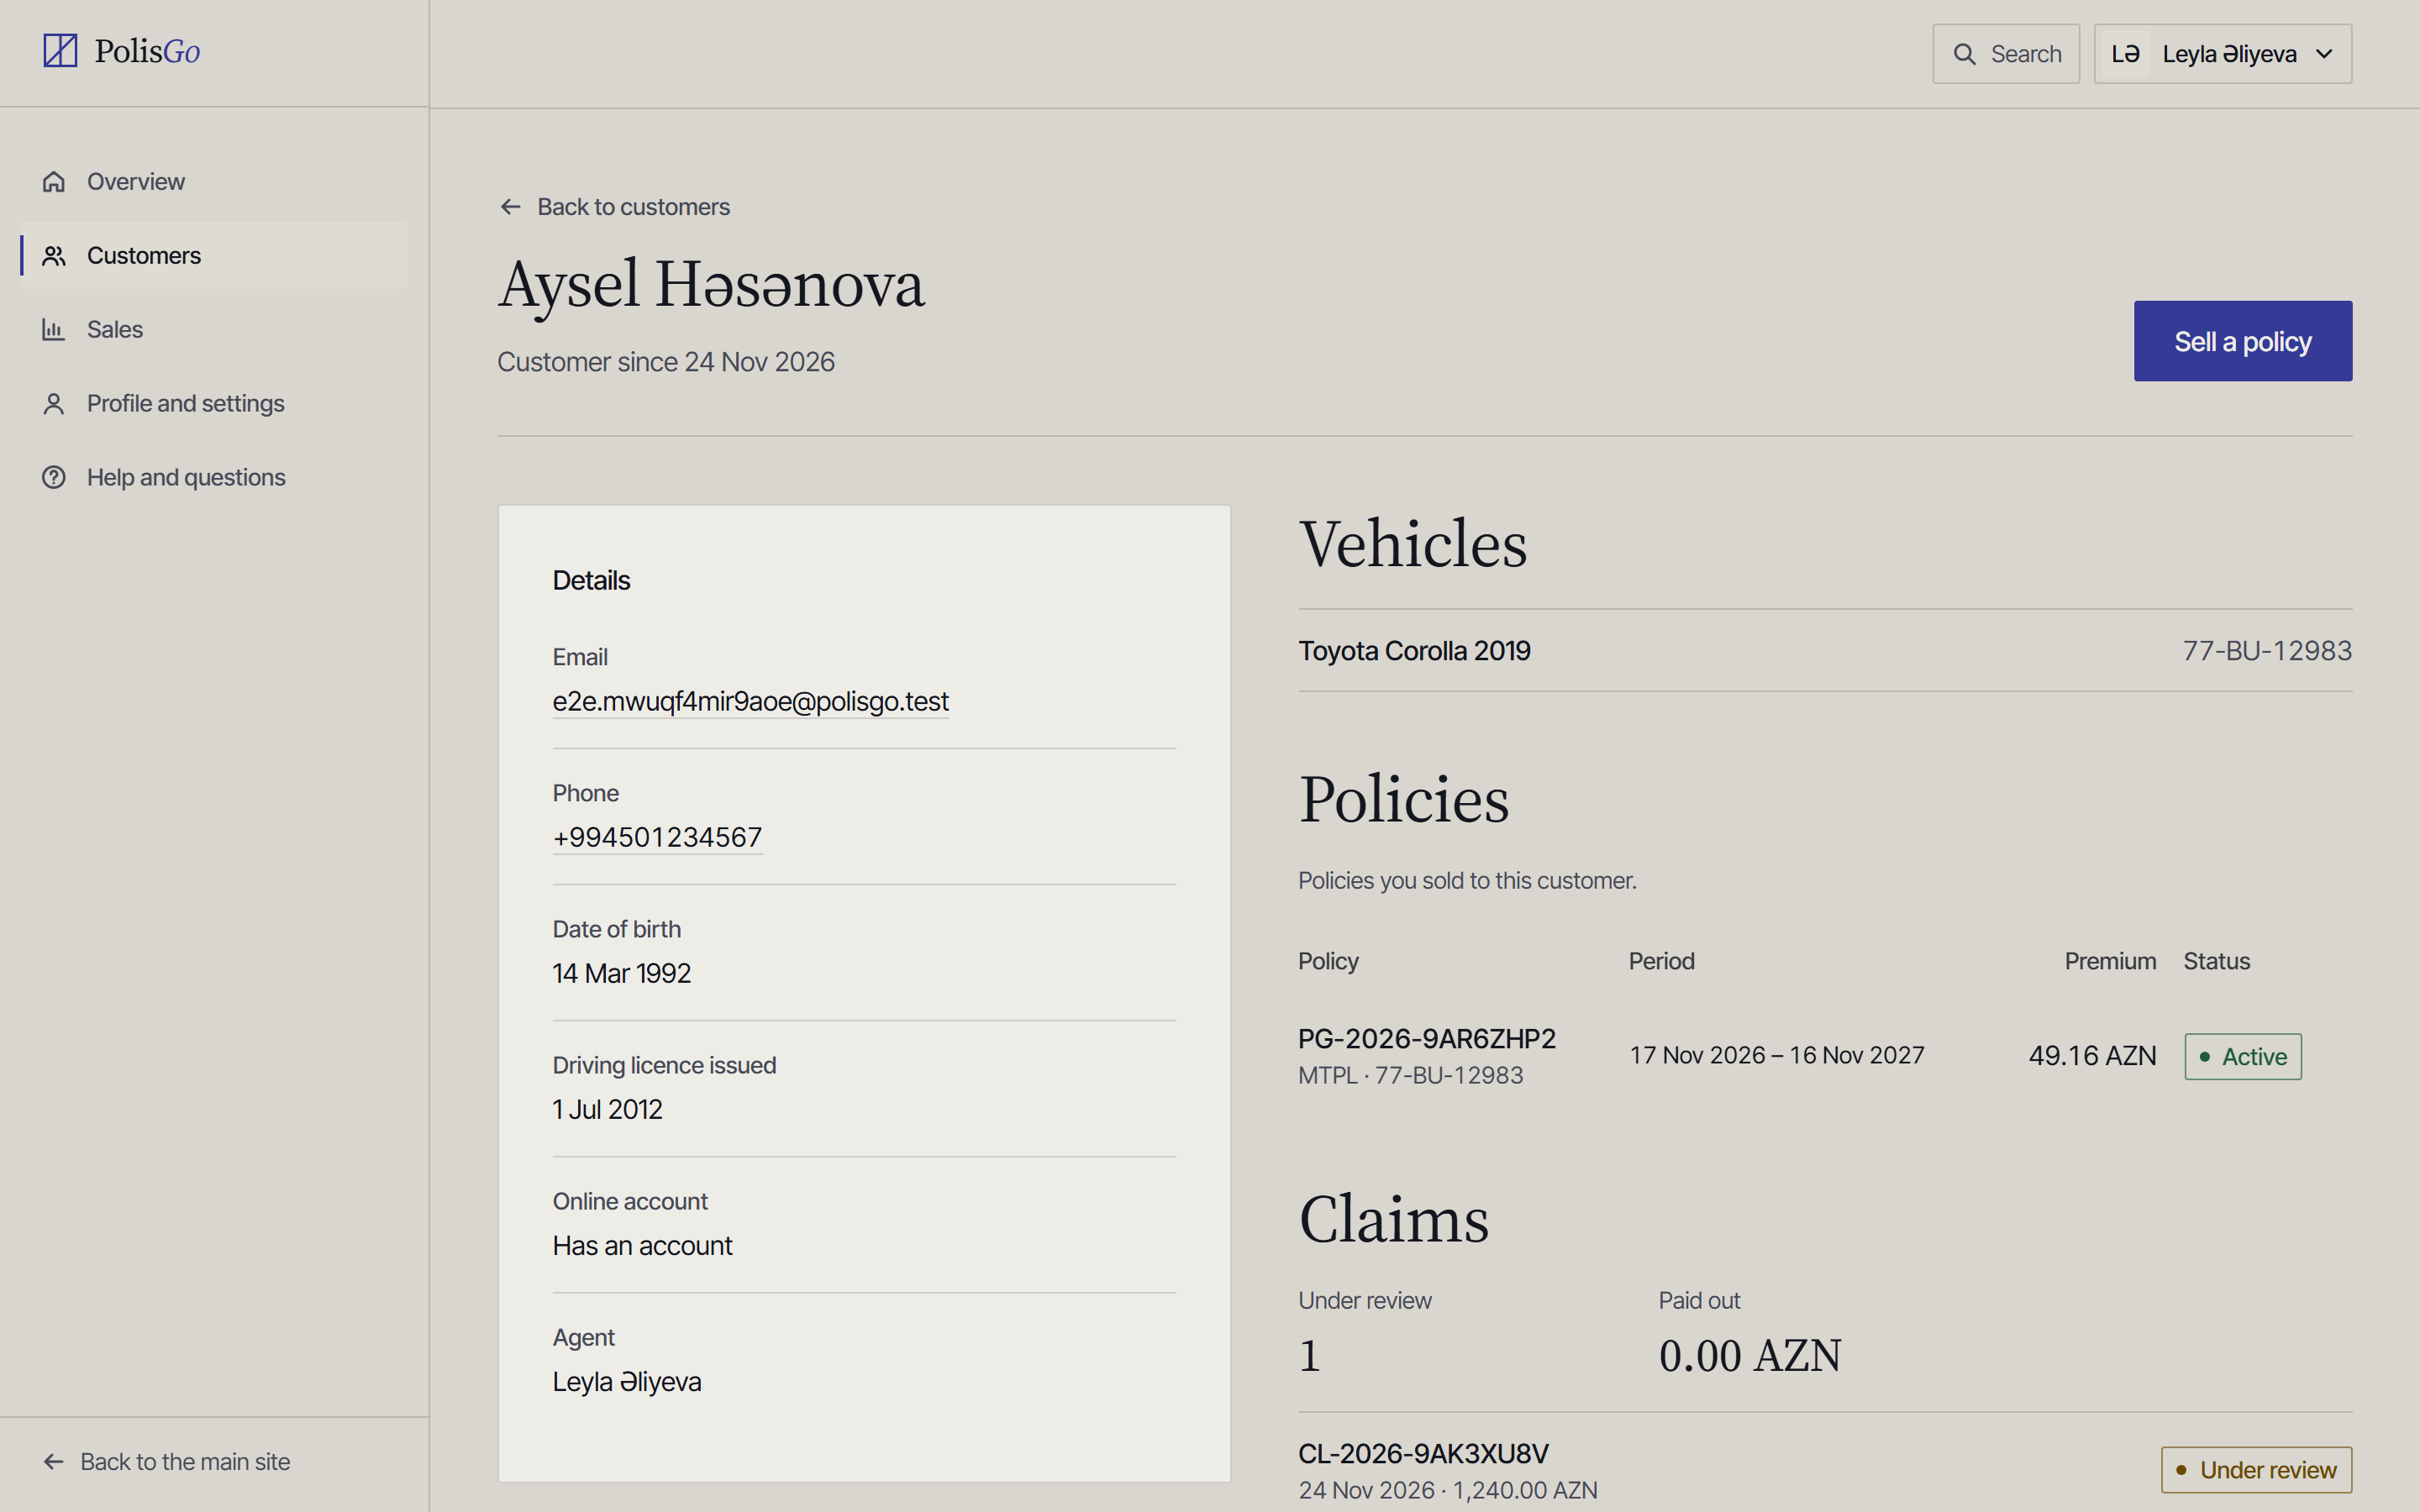 PolisGo
Search
LƏ Leyla Əliyeva
Overview
Customers
Sales
Profile and settings
Help and questions
Back to the main site
Back to customers
Aysel Həsənova
Customer since 24 Nov 2026
Sell a policy
Details
Email
e2e.mwuqf4mir9aoe@polisgo.test
Phone
+994501234567
Date of birth
14 Mar 1992
Driving licence issued
1 Jul 2012
Online account
Has an account
Agent
Leyla Əliyeva
Vehicles
Toyota Corolla 2019 77-BU-12983
Policies
Policies you sold to this customer.
Policy Period Premium Status
PG-2026-9AR6ZHP2 17 Nov 2026 – 16 Nov 2027 49.16 AZN Active
MTPL · 77-BU-12983
Claims
Under review Paid out
1 0.00 AZN
CL-2026-9AK3XU8V Under review
24 Nov 2026 · 1,240.00 AZN